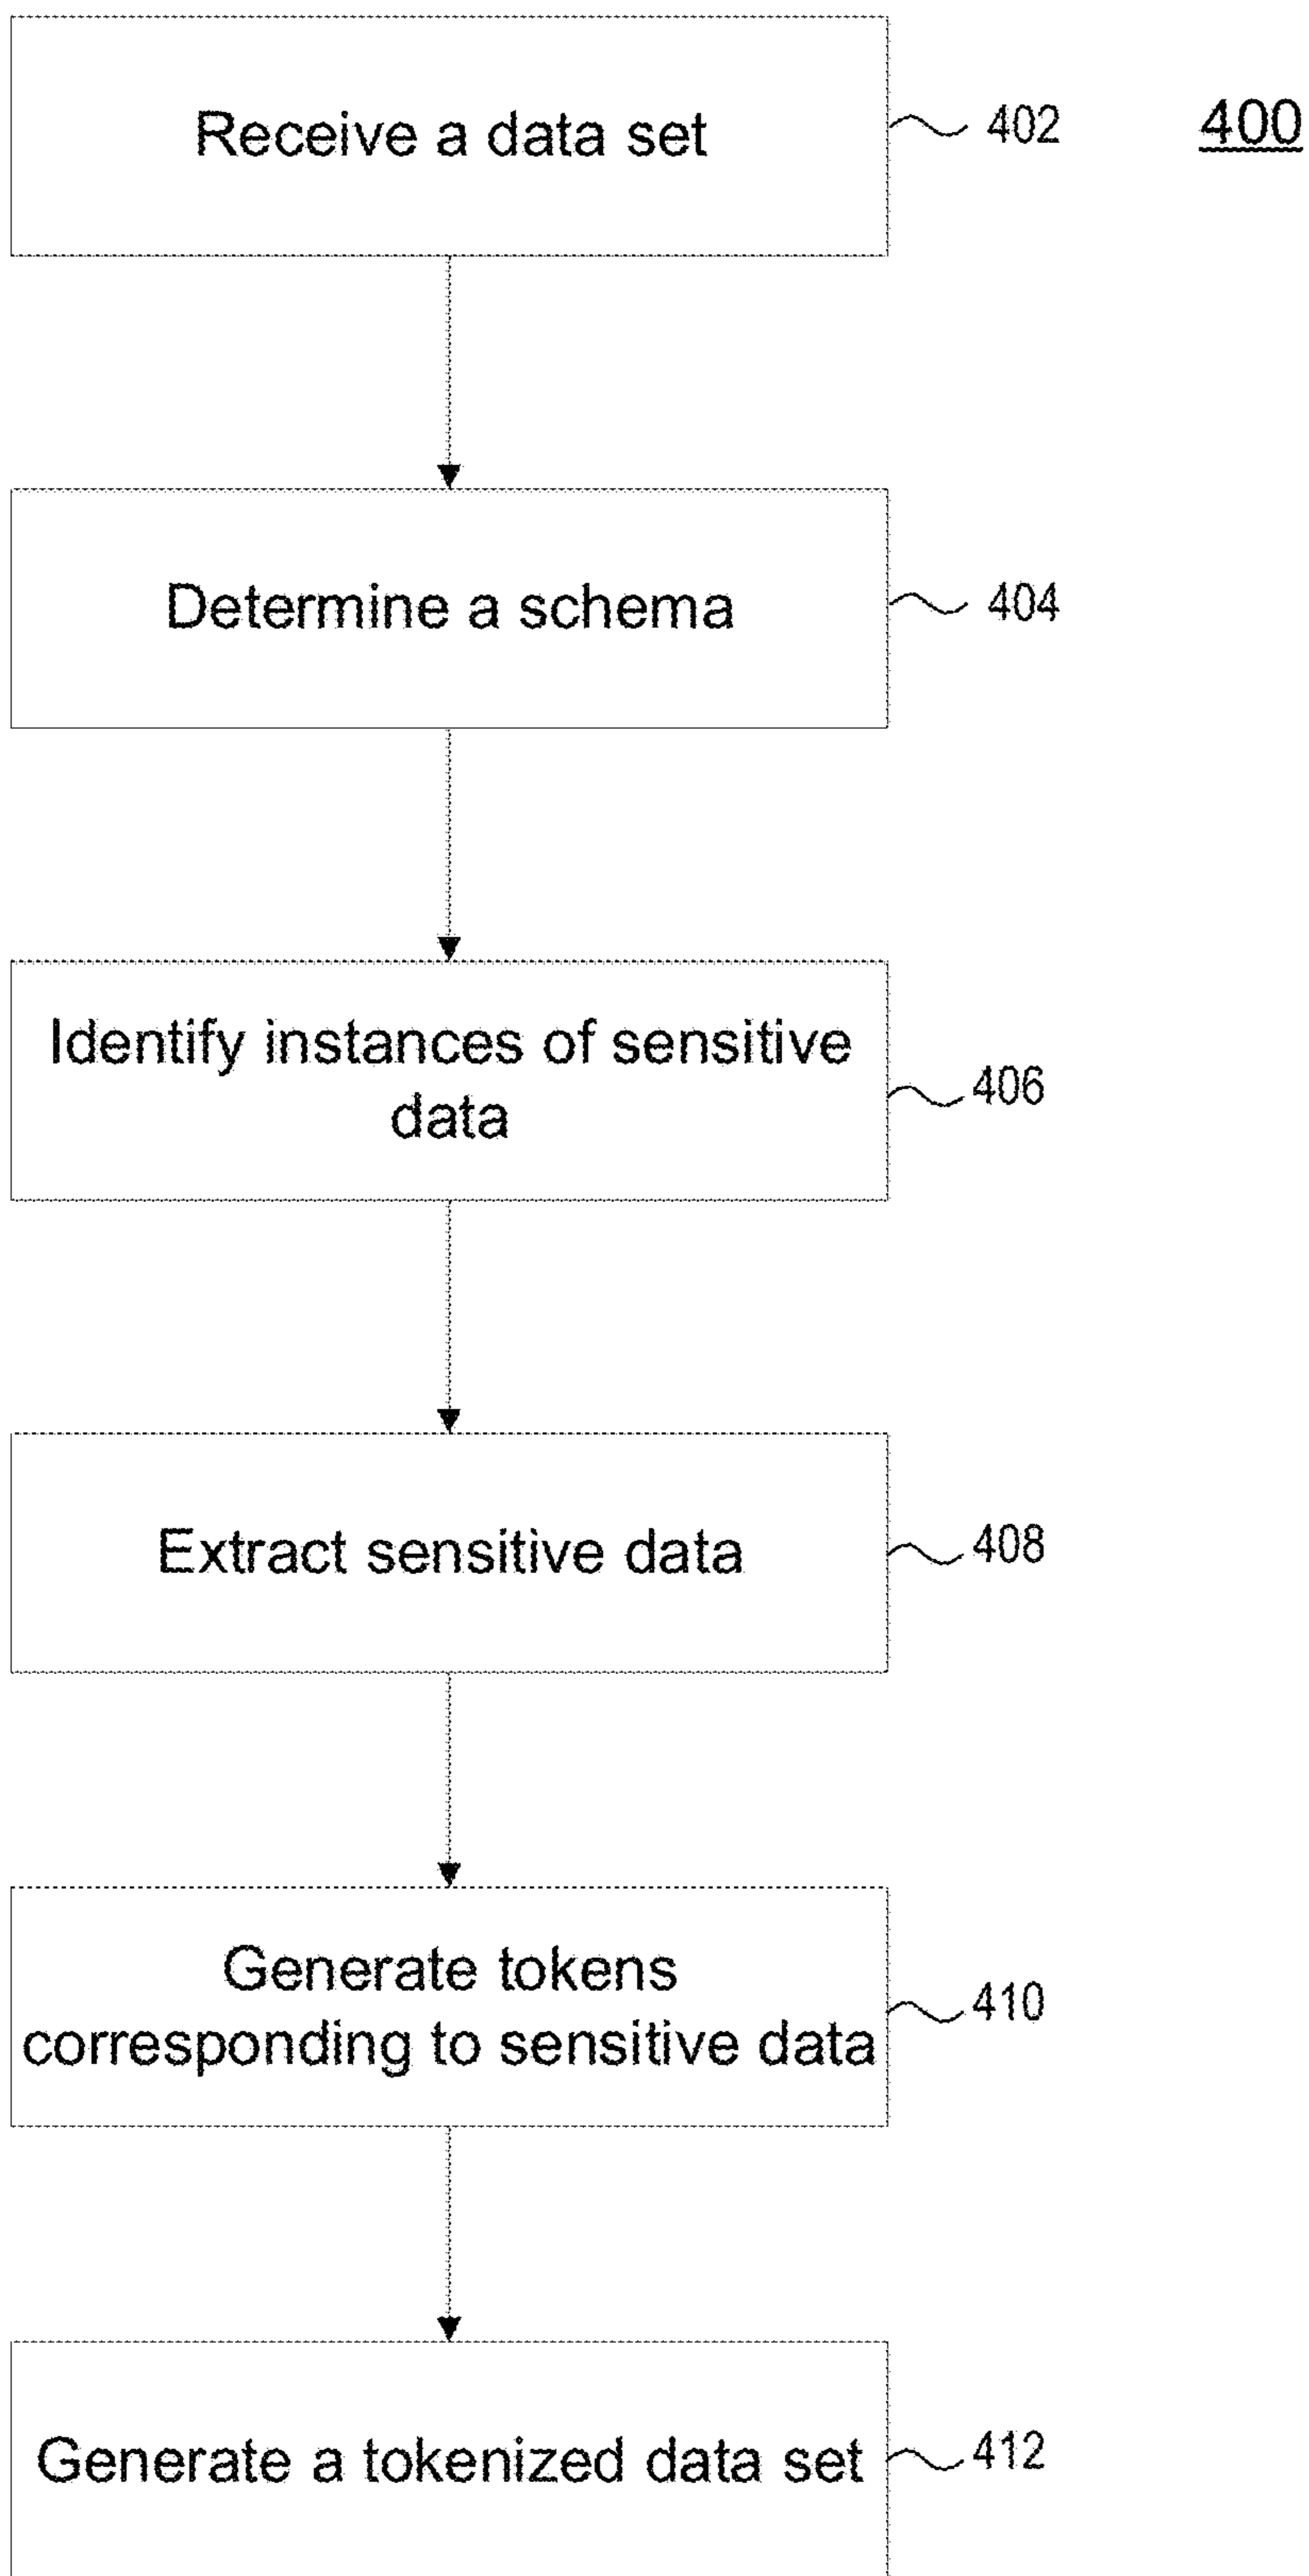 Receive a data set
402
400
Determine a schema
404
Identify instances of sensitive
data
406
Extract sensitive data
408
Generate tokens
corresponding to sensitive data
410
Generate a tokenized data set
412